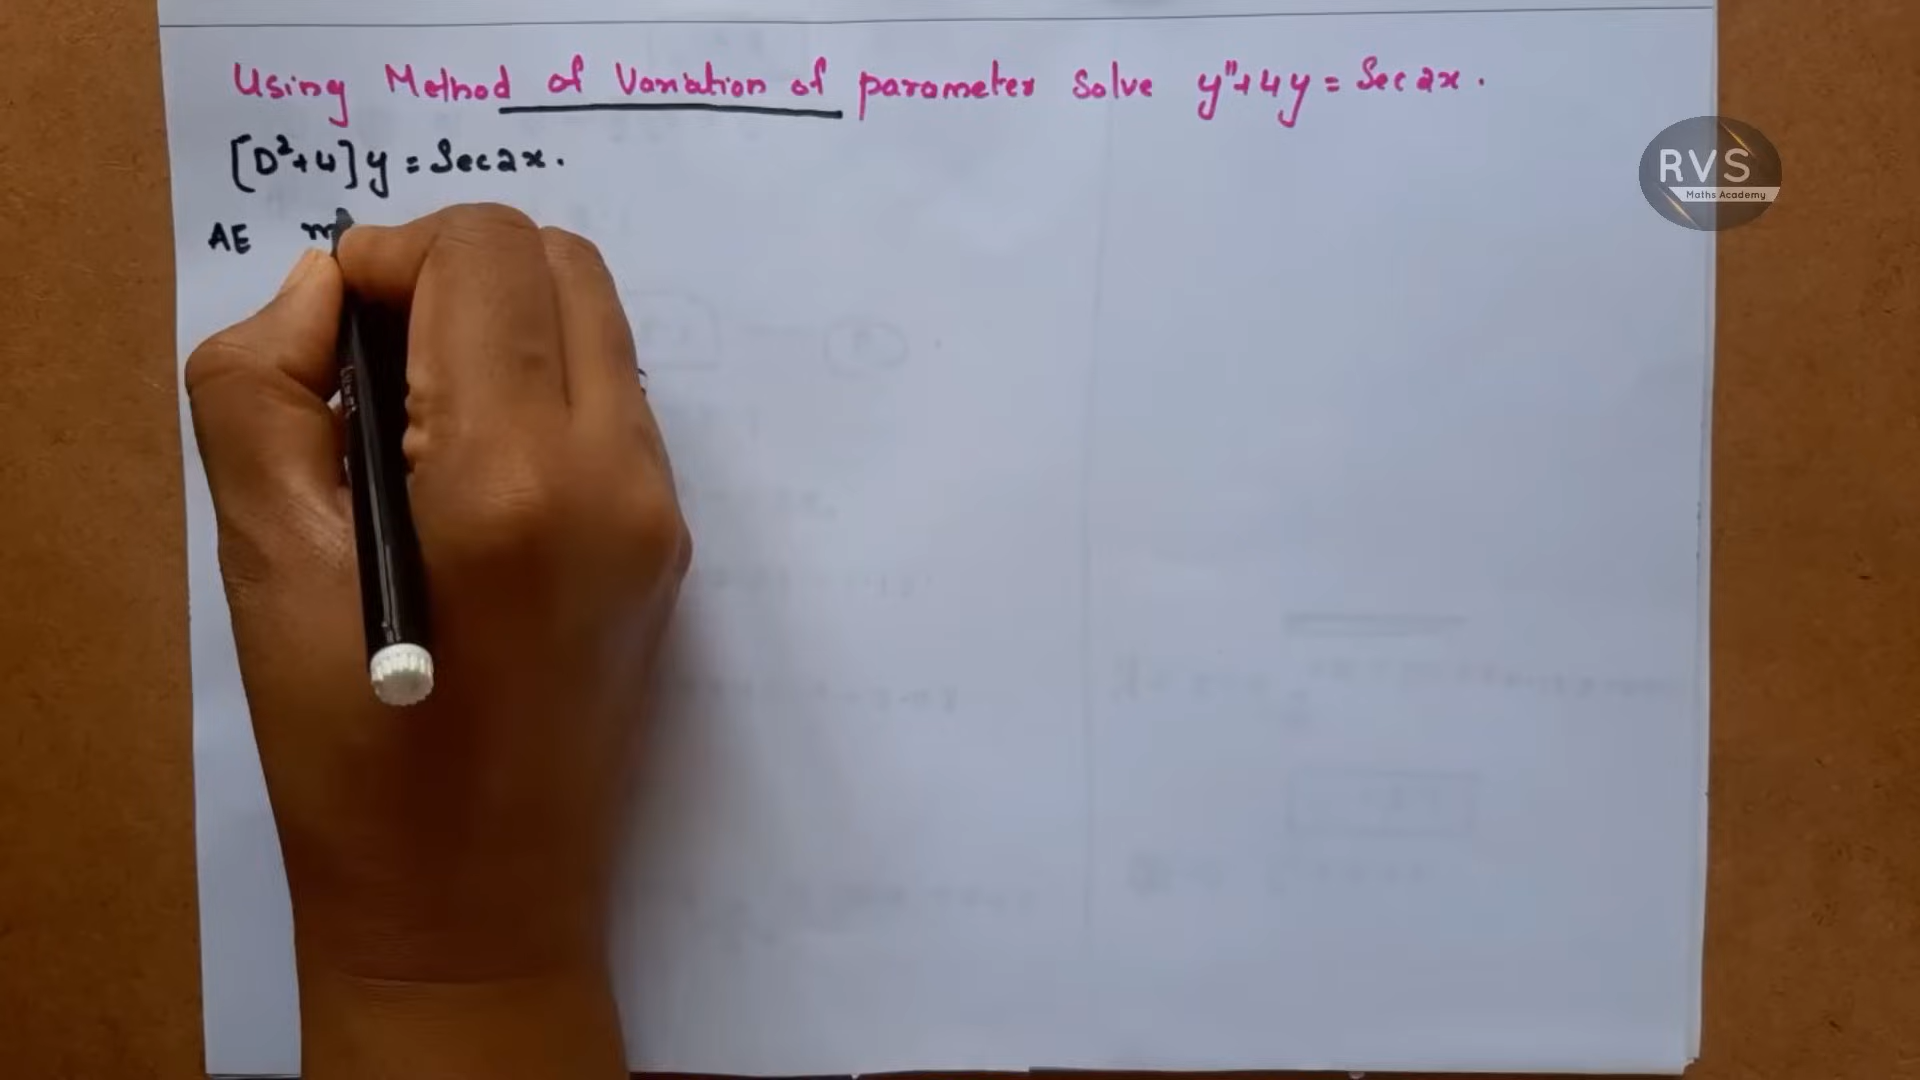 Using Method of Variation of parameter Solve y"+4y = Sec2x.
[D²+4]y = Sec2x.
AE m
RVS
Maths Academy